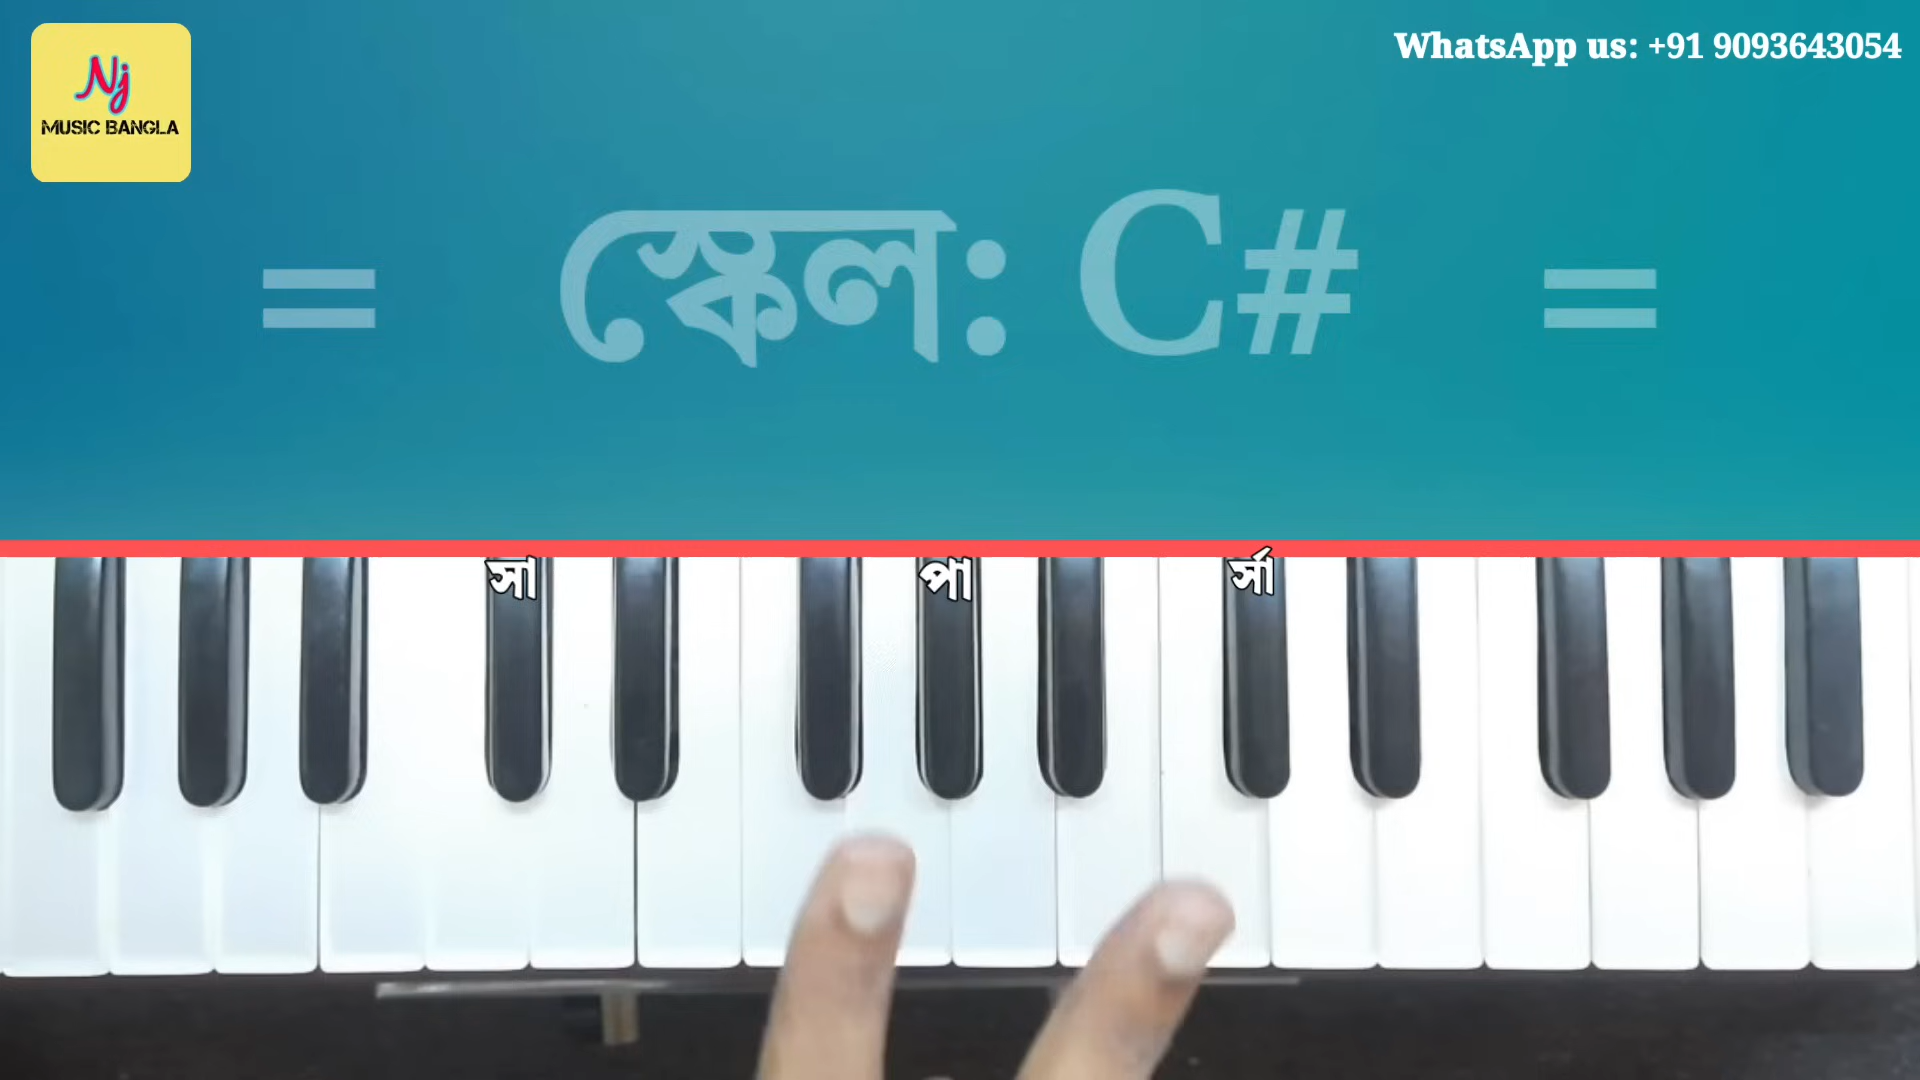 Nj
MUSIC BANGLA
WhatsApp us: +91 9093643054
= স্কেল: C# =
সা
পা
র্সা